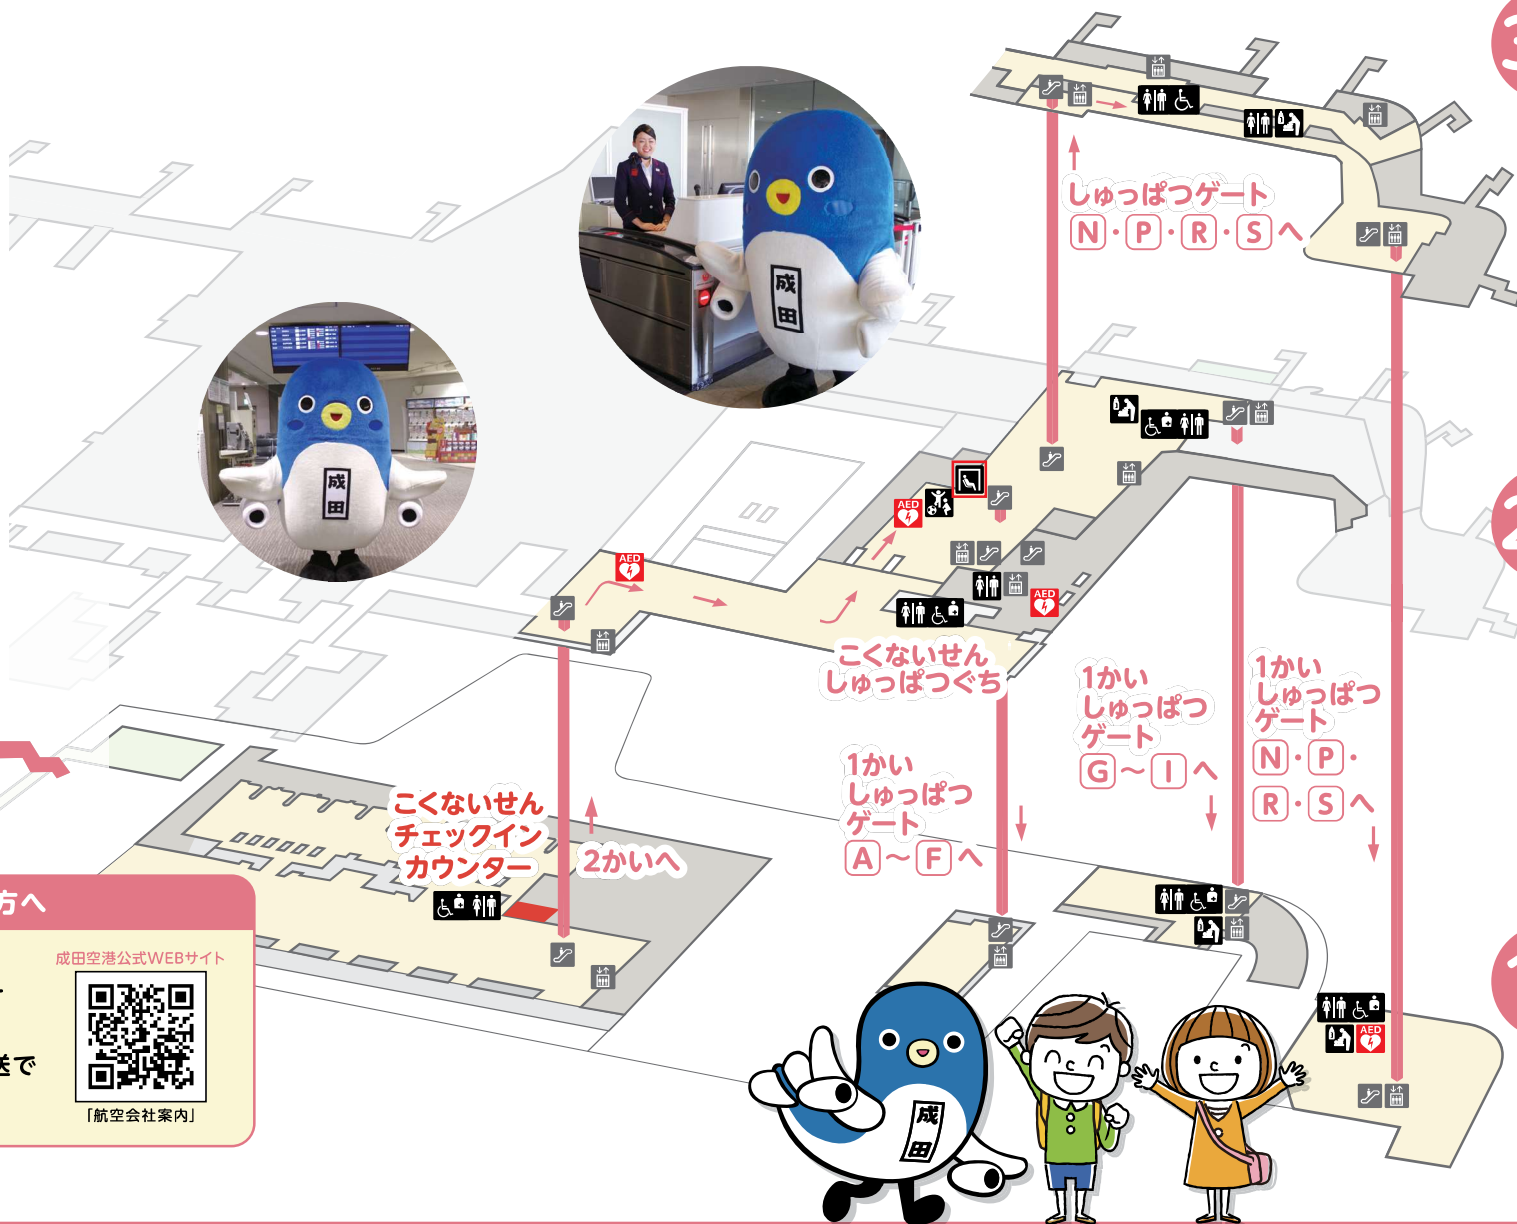 しゅっぱつゲート
N・P・R・Sへ
成田
成田
AED
AED
AED
こくないせん
しゅっぱつぐち
1かい
しゅっぱつ
ゲート
G～Iへ
1かい
しゅっぱつ
ゲート
N・P・
R・Sへ
1かい
しゅっぱつ
ゲート
A～Fへ
こくないせん
チェックイン
カウンター
2かいへ
方へ
成田空港公式WEBサイト
送で
「航空会社案内」
AED
成田